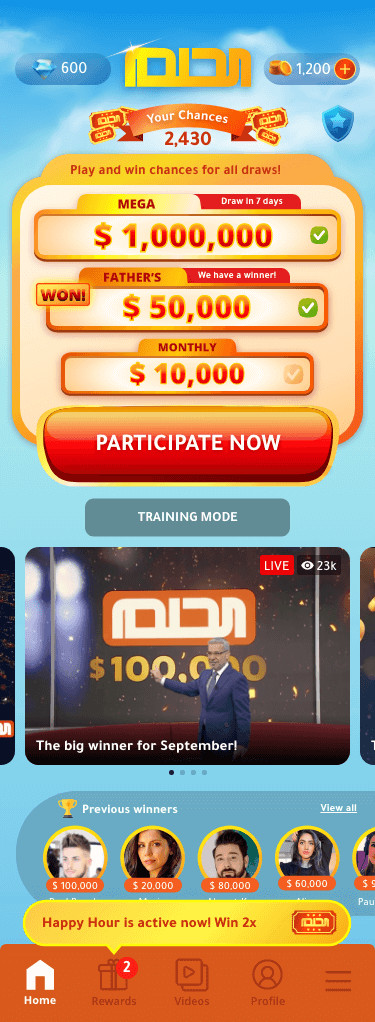 600
الحلم
1,200
Your Chances
2,430
Play and win chances for all draws!
MEGA
Draw in 7 days
$ 1,000,000
FATHER'S
We have a winner!
WON!
$ 50,000
MONTHLY
$ 10,000
PARTICIPATE NOW
TRAINING MODE
LIVE
23k
الحلم
$100,000
The big winner for September!
Previous winners
View all
$ 100,000
$ 20,000
$ 80,000
$ 60,000
Happy Hour is active now! Win 2x
2
Home
Rewards
Videos
Profile